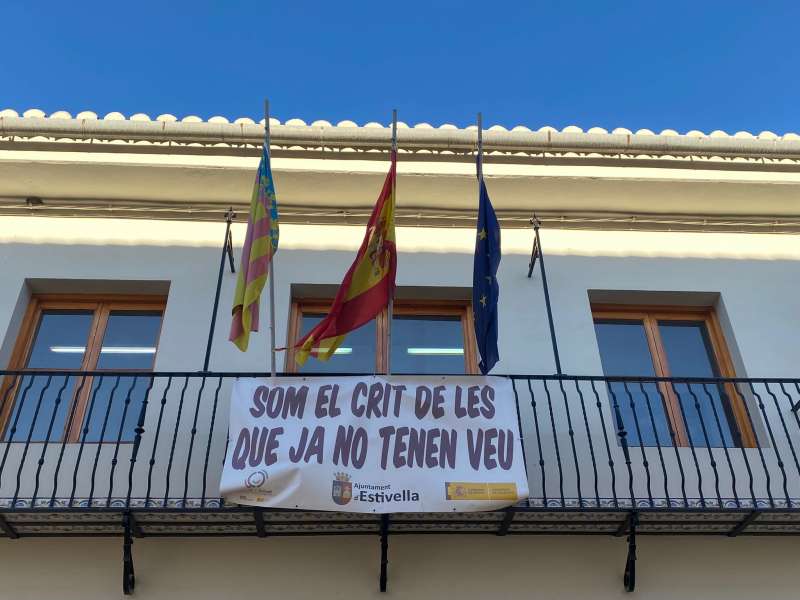 SOM EL CRIT DE LES
QUE JA NO TENEN VEU
Ajuntament
d'Estivella